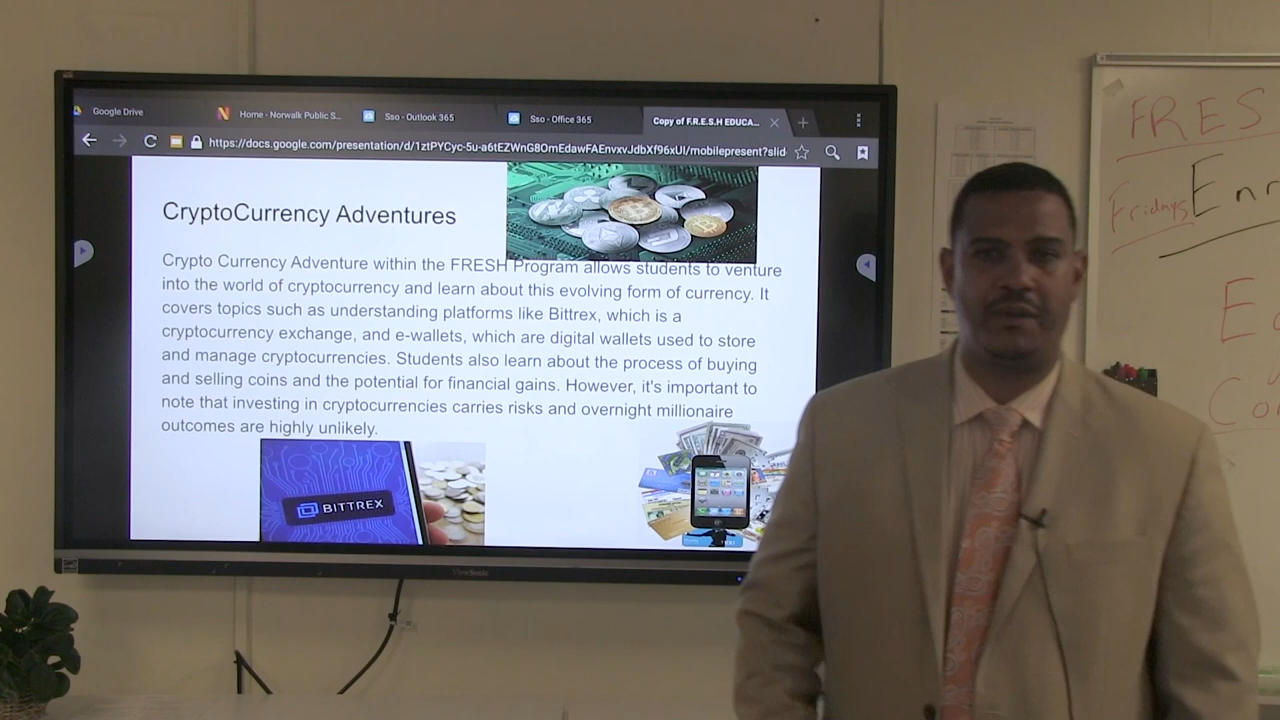 Google Drive
Home - Norwalk Public S...
Sso - Outlook 365
Sso - Office 365
Copy of F.R.E.S.H EDUCA...
https://docs.google.com/presentation/d/1ztPYCyc-5u-a6tEZWnG8OmEdawFAEnvxvJdbXf96xUI/mobilepresent?slid
CryptoCurrency Adventures
Crypto Currency Adventure within the FRESH Program allows students to venture
into the world of cryptocurrency and learn about this evolving form of currency. It
covers topics such as understanding platforms like Bittrex, which is a
cryptocurrency exchange, and e-wallets, which are digital wallets used to store
and manage cryptocurrencies. Students also learn about the process of buying
and selling coins and the potential for financial gains. However, it's important to
note that investing in cryptocurrencies carries risks and overnight millionaire
outcomes are highly unlikely.
BITTREX
ViewSonic
FRES
Fridays Enr
E
Co